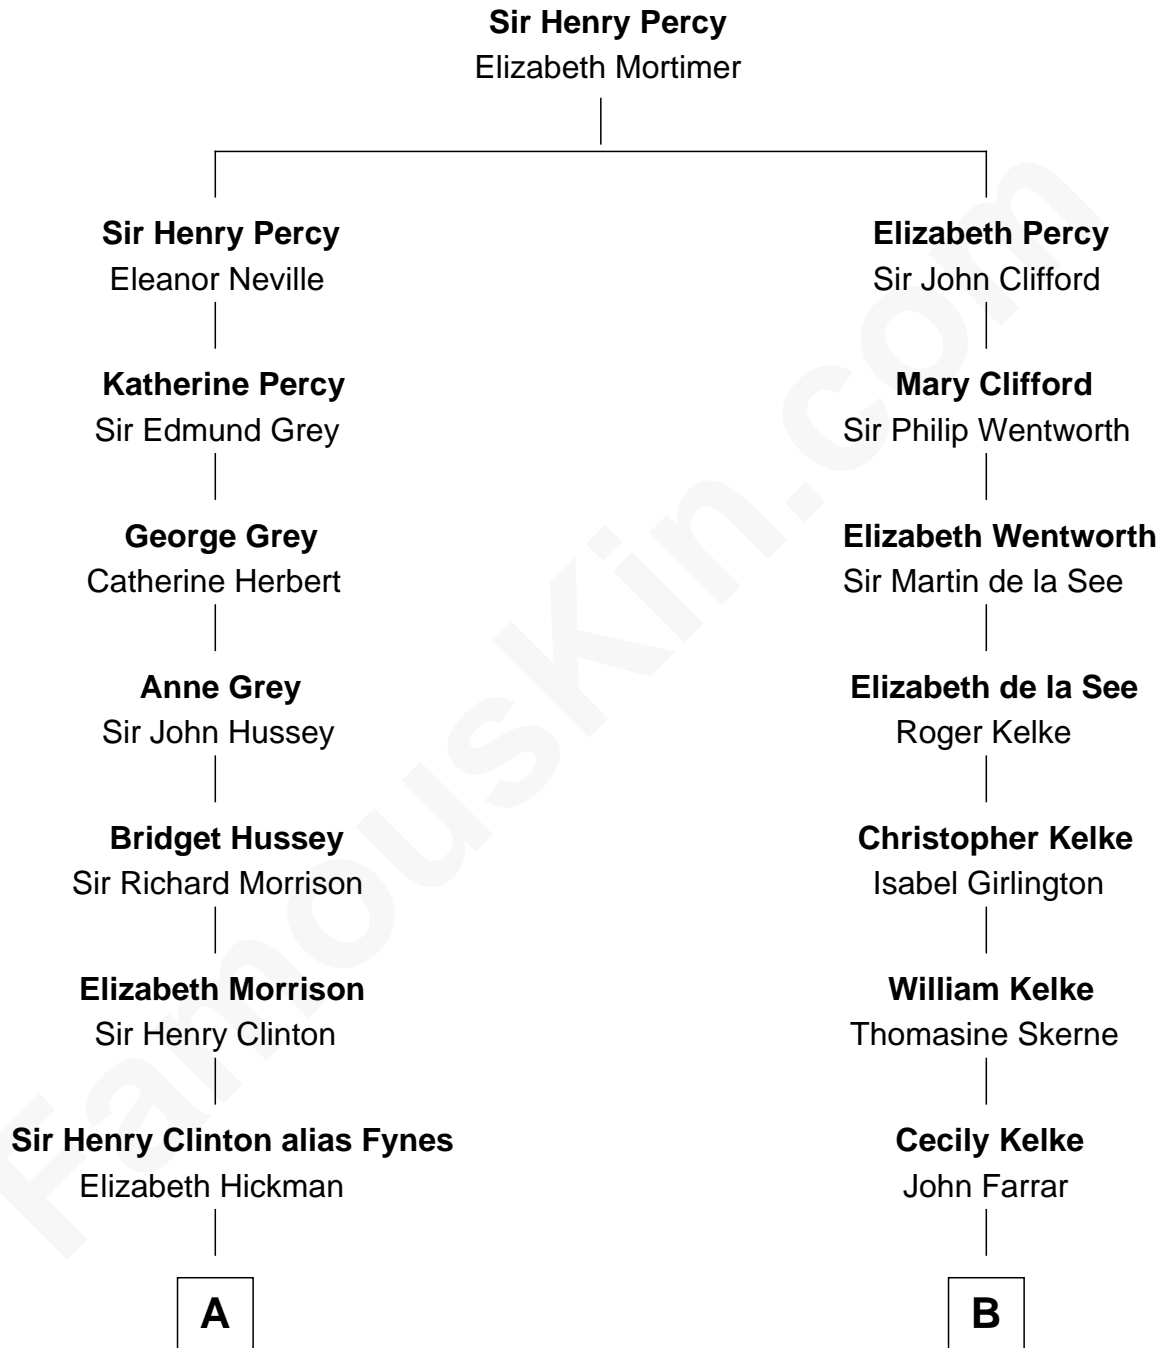 Sir Henry Percy
Elizabeth Mortimer
Sir Henry Percy
Eleanor Neville
Elizabeth Percy
Sir John Clifford
Katherine Percy
Sir Edmund Grey
Mary Clifford
Sir Philip Wentworth
George Grey
Catherine Herbert
Elizabeth Wentworth
Sir Martin de la See
Anne Grey
Sir John Hussey
Elizabeth de la See
Roger Kelke
Bridget Hussey
Sir Richard Morrison
Christopher Kelke
Isabel Girlington
Elizabeth Morrison
Sir Henry Clinton
William Kelke
Thomasine Skerne
Sir Henry Clinton alias Fynes
Elizabeth Hickman
Cecily Kelke
John Farrar
A
B
FamousKin.com